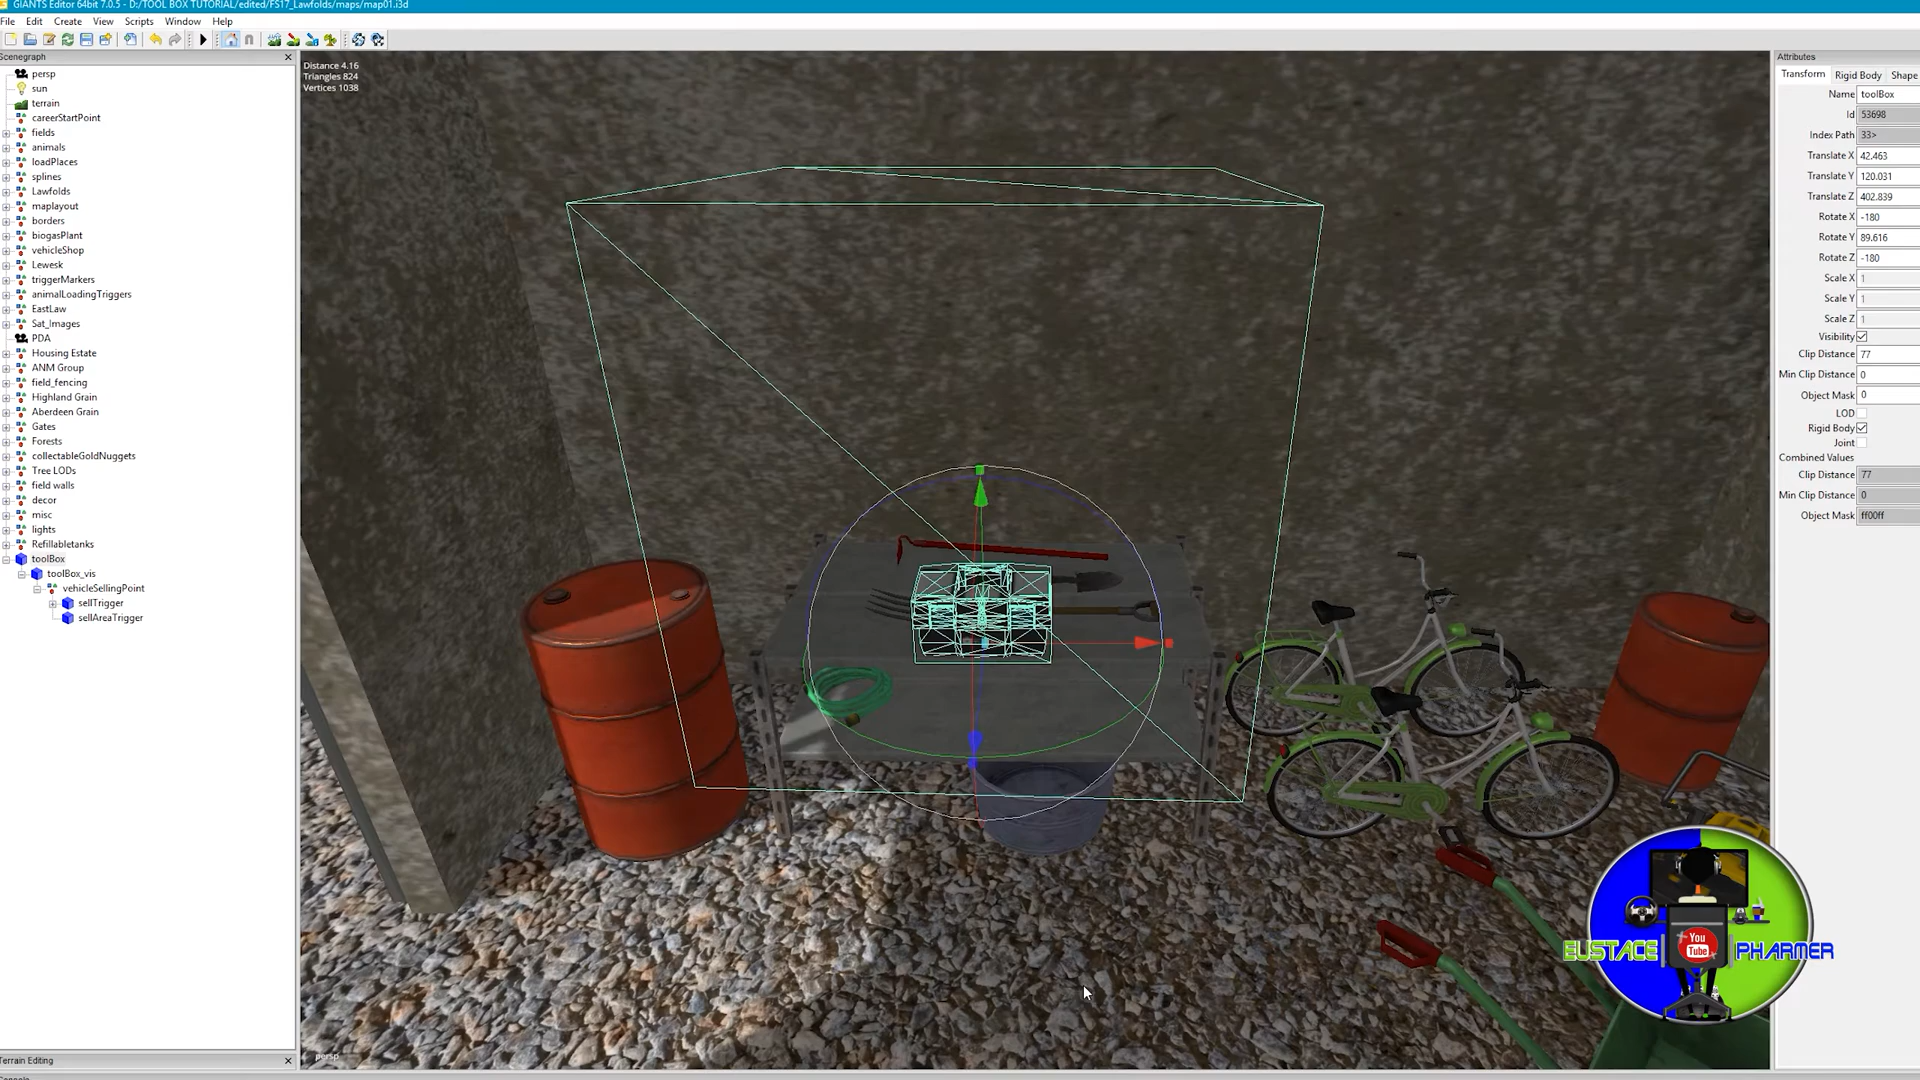 GIANTS Editor 64bit 7.0.5 - D:/TOOL BOX TUTORIAL/edited/FS17_Lawfolds/maps/map01.i3d
File Edit Create View Scripts Window Help
Scenegraph
persp
sun
terrain
careerStartPoint
fields
animals
loadPlaces
splines
Lawfolds
maplayout
borders
biogasPlant
vehicleShop
Lewesk
triggerMarkers
animalLoadingTriggers
EastLaw
Sat_Images
PDA
Housing Estate
ANM Group
field_fencing
Highland Grain
Aberdeen Grain
Gates
Forests
collectableGoldNuggets
Tree LODs
field walls
decor
misc
lights
Refillabletanks
toolBox
toolBox_vis
vehicleSellingPoint
sellTrigger
sellAreaTrigger
Terrain Editing
Distance 4.16
Triangles 824
Vertices 1038
persp
Attributes
Transform Rigid Body Shape
Name toolBox
Id 53698
Index Path 33>
Translate X 42.463
Translate Y 120.031
Translate Z 402.839
Rotate X -180
Rotate Y 89.616
Rotate Z -180
Scale X 1
Scale Y 1
Scale Z 1
Visibility
Clip Distance 77
Min Clip Distance 0
Object Mask 0
LOD
Rigid Body
Joint
Combined Values
Clip Distance 77
Min Clip Distance 0
Object Mask ff00ff
You
Tube
EUSTACE PHARMER